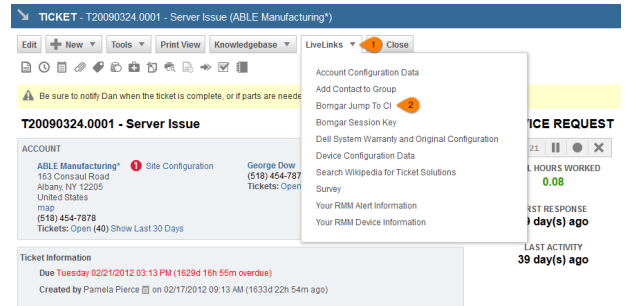 TICKET - T20090324.0001 - Server Issue (ABLE Manufacturing*)
Edit New Tools Print View Knowledgebase LiveLinks 1 Close
Account Configuration Data
Add Contact to Group
Bomgar Jump To CI 2
Bomgar Session Key
Dell System Warranty and Original Configuration
Device Configuration Data
Search Wikipedia for Ticket Solutions
Survey
Your RMM Alert Information
Your RMM Device Information
Be sure to notify Dan when the ticket is complete, or if parts are neede
T20090324.0001 - Server Issue
ICE REQUEST
ACCOUNT
ABLE Manufacturing* 1 Site Configuration
163 Consaul Road
Albany, NY 12205
United States
map
(518) 454-7878
Tickets: Open (40) Show Last 30 Days
George Dow
(518) 454-787
Tickets: Open
21
L HOURS WORKED
0.08
RST RESPONSE
day(s) ago
LAST ACTIVITY
39 day(s) ago
Ticket Information
Due Tuesday 02/21/2012 03:13 PM (1629d 16h 55m overdue)
Created by Pamela Pierce on 02/17/2012 09:13 AM (1633d 22h 54m ago)